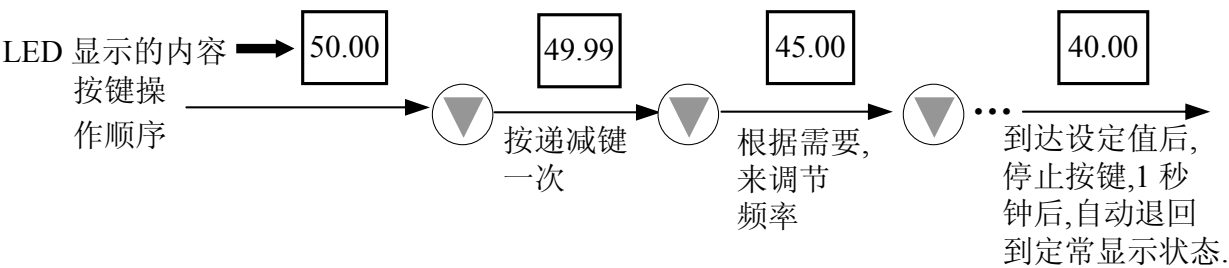 LED 显示的内容
50.00
49.99
45.00
40.00
按键操
作顺序
按递减键
一次
根据需要,
来调节
频率
•••
到达设定值后,
停止按键,1 秒
钟后,自动退回
到定常显示状态.